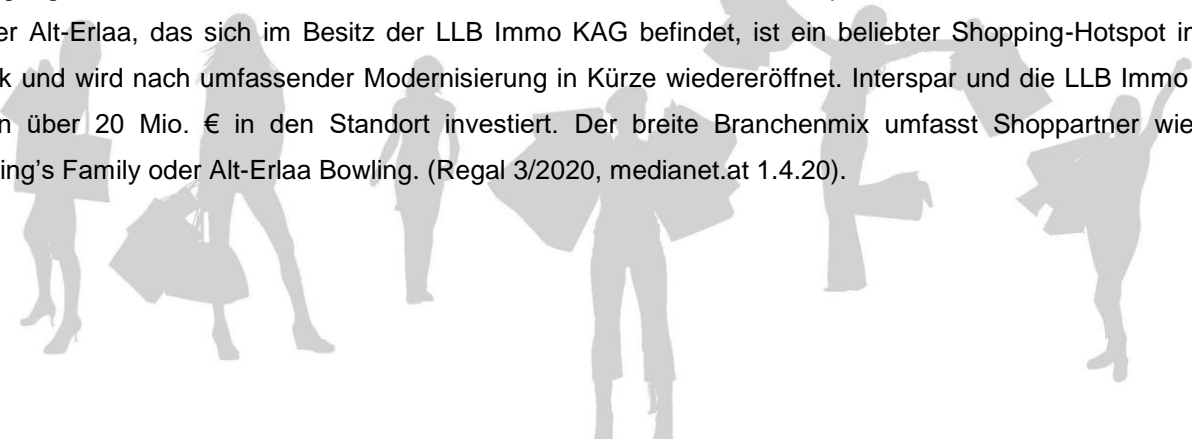 er Alt-Erlaa, das sich im Besitz der LLB Immo KAG befindet, ist ein beliebter Shopping-Hotspot in
k und wird nach umfassender Modernisierung in Kürze wiedereröffnet. Interspar und die LLB Immo
n über 20 Mio. € in den Standort investiert. Der breite Branchenmix umfasst Shoppartner wie
ing's Family oder Alt-Erlaa Bowling. (Regal 3/2020, medianet.at 1.4.20).